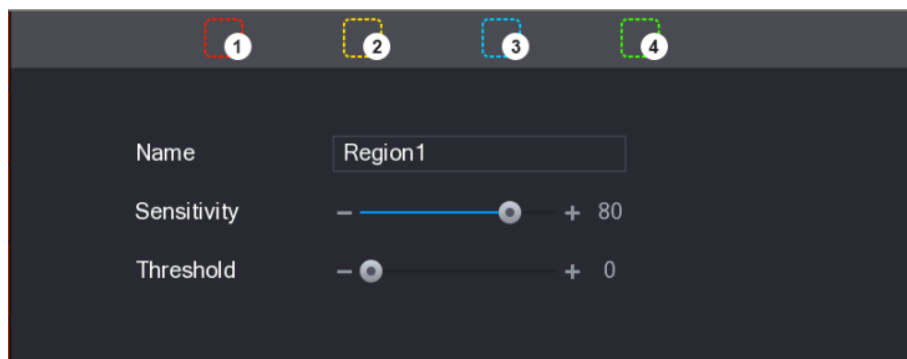 1 2 3 4
Name Region1
Sensitivity − + 80
Threshold − + 0